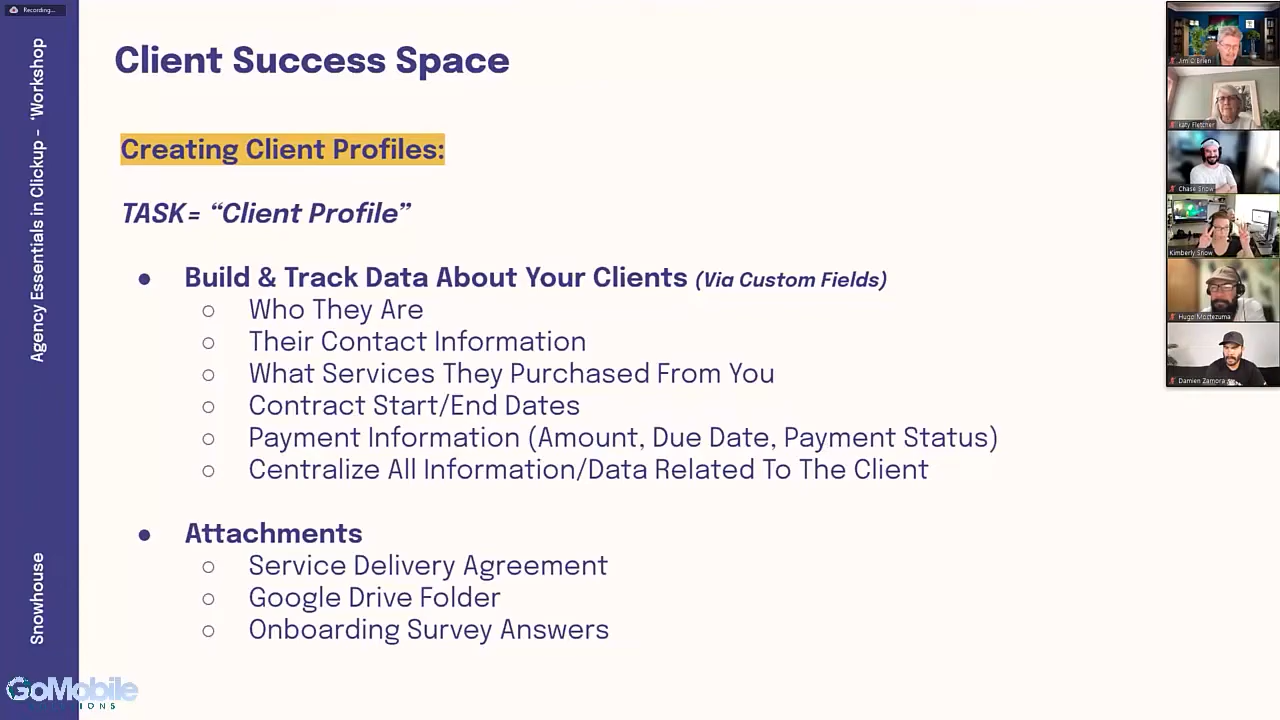 Recording...
Agency Essentials in Clickup - 'Workshop
Snowhouse
Client Success Space
Creating Client Profiles:
TASK= “Client Profile”
● Build & Track Data About Your Clients (Via Custom Fields)
○ Who They Are
○ Their Contact Information
○ What Services They Purchased From You
○ Contract Start/End Dates
○ Payment Information (Amount, Due Date, Payment Status)
○ Centralize All Information/Data Related To The Client
● Attachments
○ Service Delivery Agreement
○ Google Drive Folder
○ Onboarding Survey Answers
GoMobile
Jim O'Brien
Katy Fletcher
Chase Snow
Kimberly Snow
Hugo Moctezuma
Damien Zamora